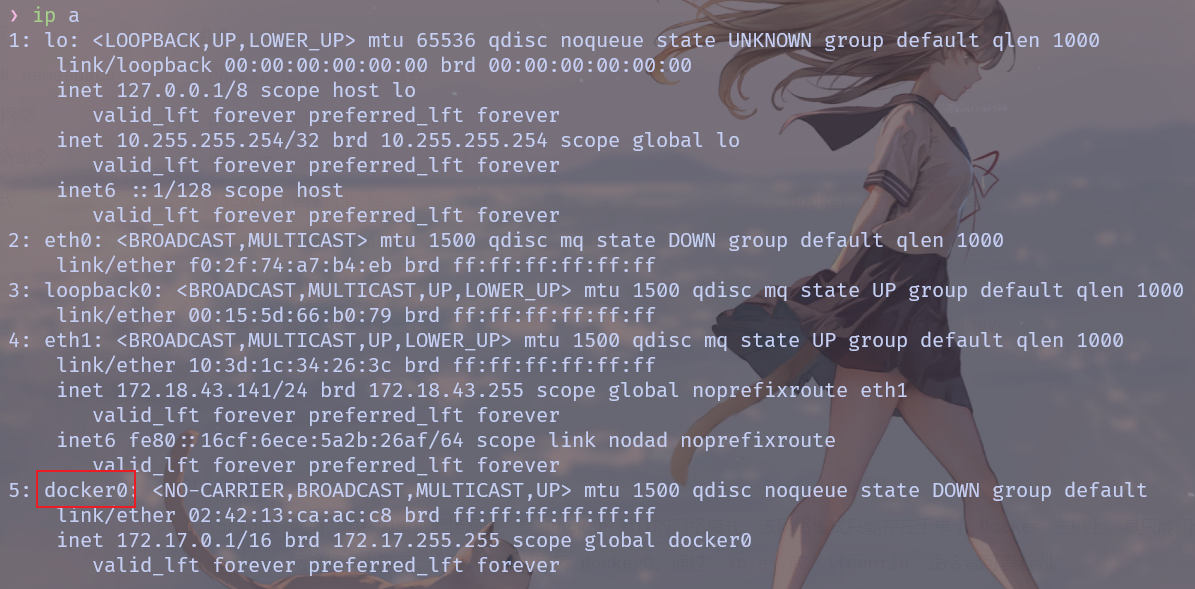 ❯ ip a
1: lo: <LOOPBACK,UP,LOWER_UP> mtu 65536 qdisc noqueue state UNKNOWN group default qlen 1000
    link/loopback 00:00:00:00:00:00 brd 00:00:00:00:00:00
    inet 127.0.0.1/8 scope host lo
       valid_lft forever preferred_lft forever
    inet 10.255.255.254/32 brd 10.255.255.254 scope global lo
       valid_lft forever preferred_lft forever
    inet6 ::1/128 scope host
       valid_lft forever preferred_lft forever
2: eth0: <BROADCAST,MULTICAST> mtu 1500 qdisc mq state DOWN group default qlen 1000
    link/ether f0:2f:74:a7:b4:eb brd ff:ff:ff:ff:ff:ff
3: loopback0: <BROADCAST,MULTICAST,UP,LOWER_UP> mtu 1500 qdisc mq state UP group default qlen 1000
    link/ether 00:15:5d:66:b0:79 brd ff:ff:ff:ff:ff:ff
4: eth1: <BROADCAST,MULTICAST,UP,LOWER_UP> mtu 1500 qdisc mq state UP group default qlen 1000
    link/ether 10:3d:1c:34:26:3c brd ff:ff:ff:ff:ff:ff
    inet 172.18.43.141/24 brd 172.18.43.255 scope global noprefixroute eth1
       valid_lft forever preferred_lft forever
    inet6 fe80::16cf:6ece:5a2b:26af/64 scope link nodad noprefixroute
       valid_lft forever preferred_lft forever
5: docker0: <NO-CARRIER,BROADCAST,MULTICAST,UP> mtu 1500 qdisc noqueue state DOWN group default
    link/ether 02:42:13:ca:ac:c8 brd ff:ff:ff:ff:ff:ff
    inet 172.17.0.1/16 brd 172.17.255.255 scope global docker0
       valid_lft forever preferred_lft forever